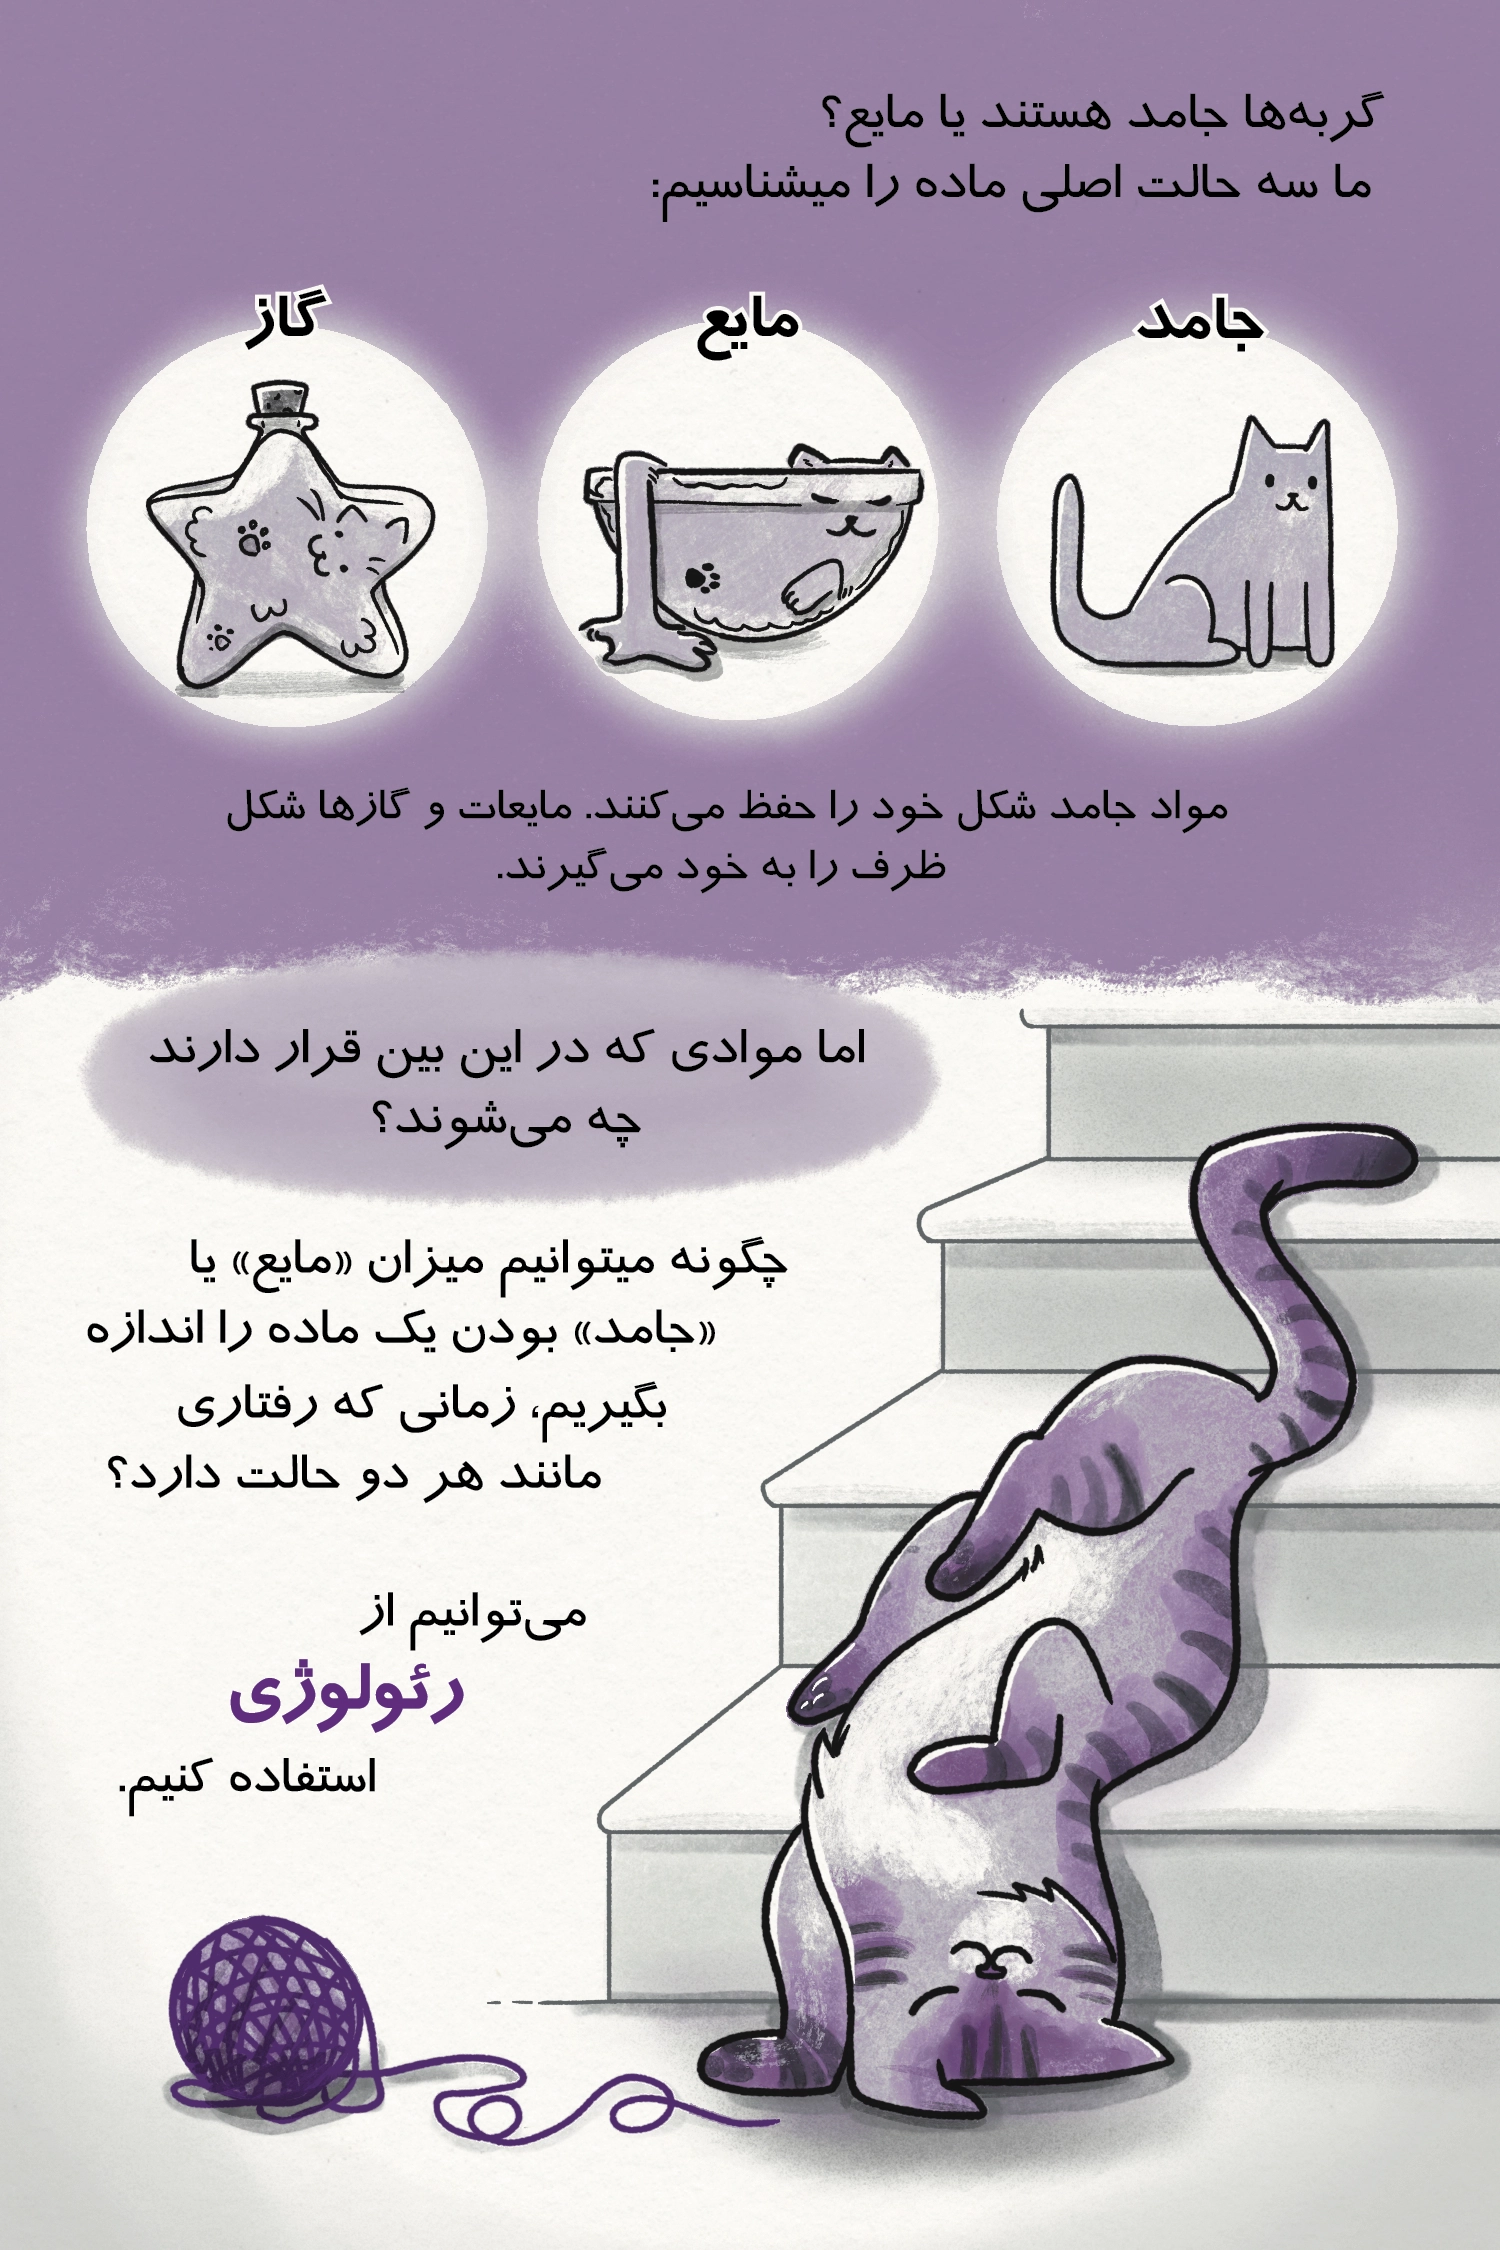 گربه‌ها جامد هستند یا مایع؟
ما سه حالت اصلی ماده را میشناسیم:
جامد
مایع
گاز
مواد جامد شکل خود را حفظ می‌کنند. مایعات و گازها شکل
ظرف را به خود می‌گیرند.
اما موادی که در این بین قرار دارند
چه می‌شوند؟
چگونه میتوانیم میزان «مایع» یا
«جامد» بودن یک ماده را اندازه
بگیریم، زمانی که رفتاری
مانند هر دو حالت دارد؟
می‌توانیم از
رئولوژی
استفاده کنیم.